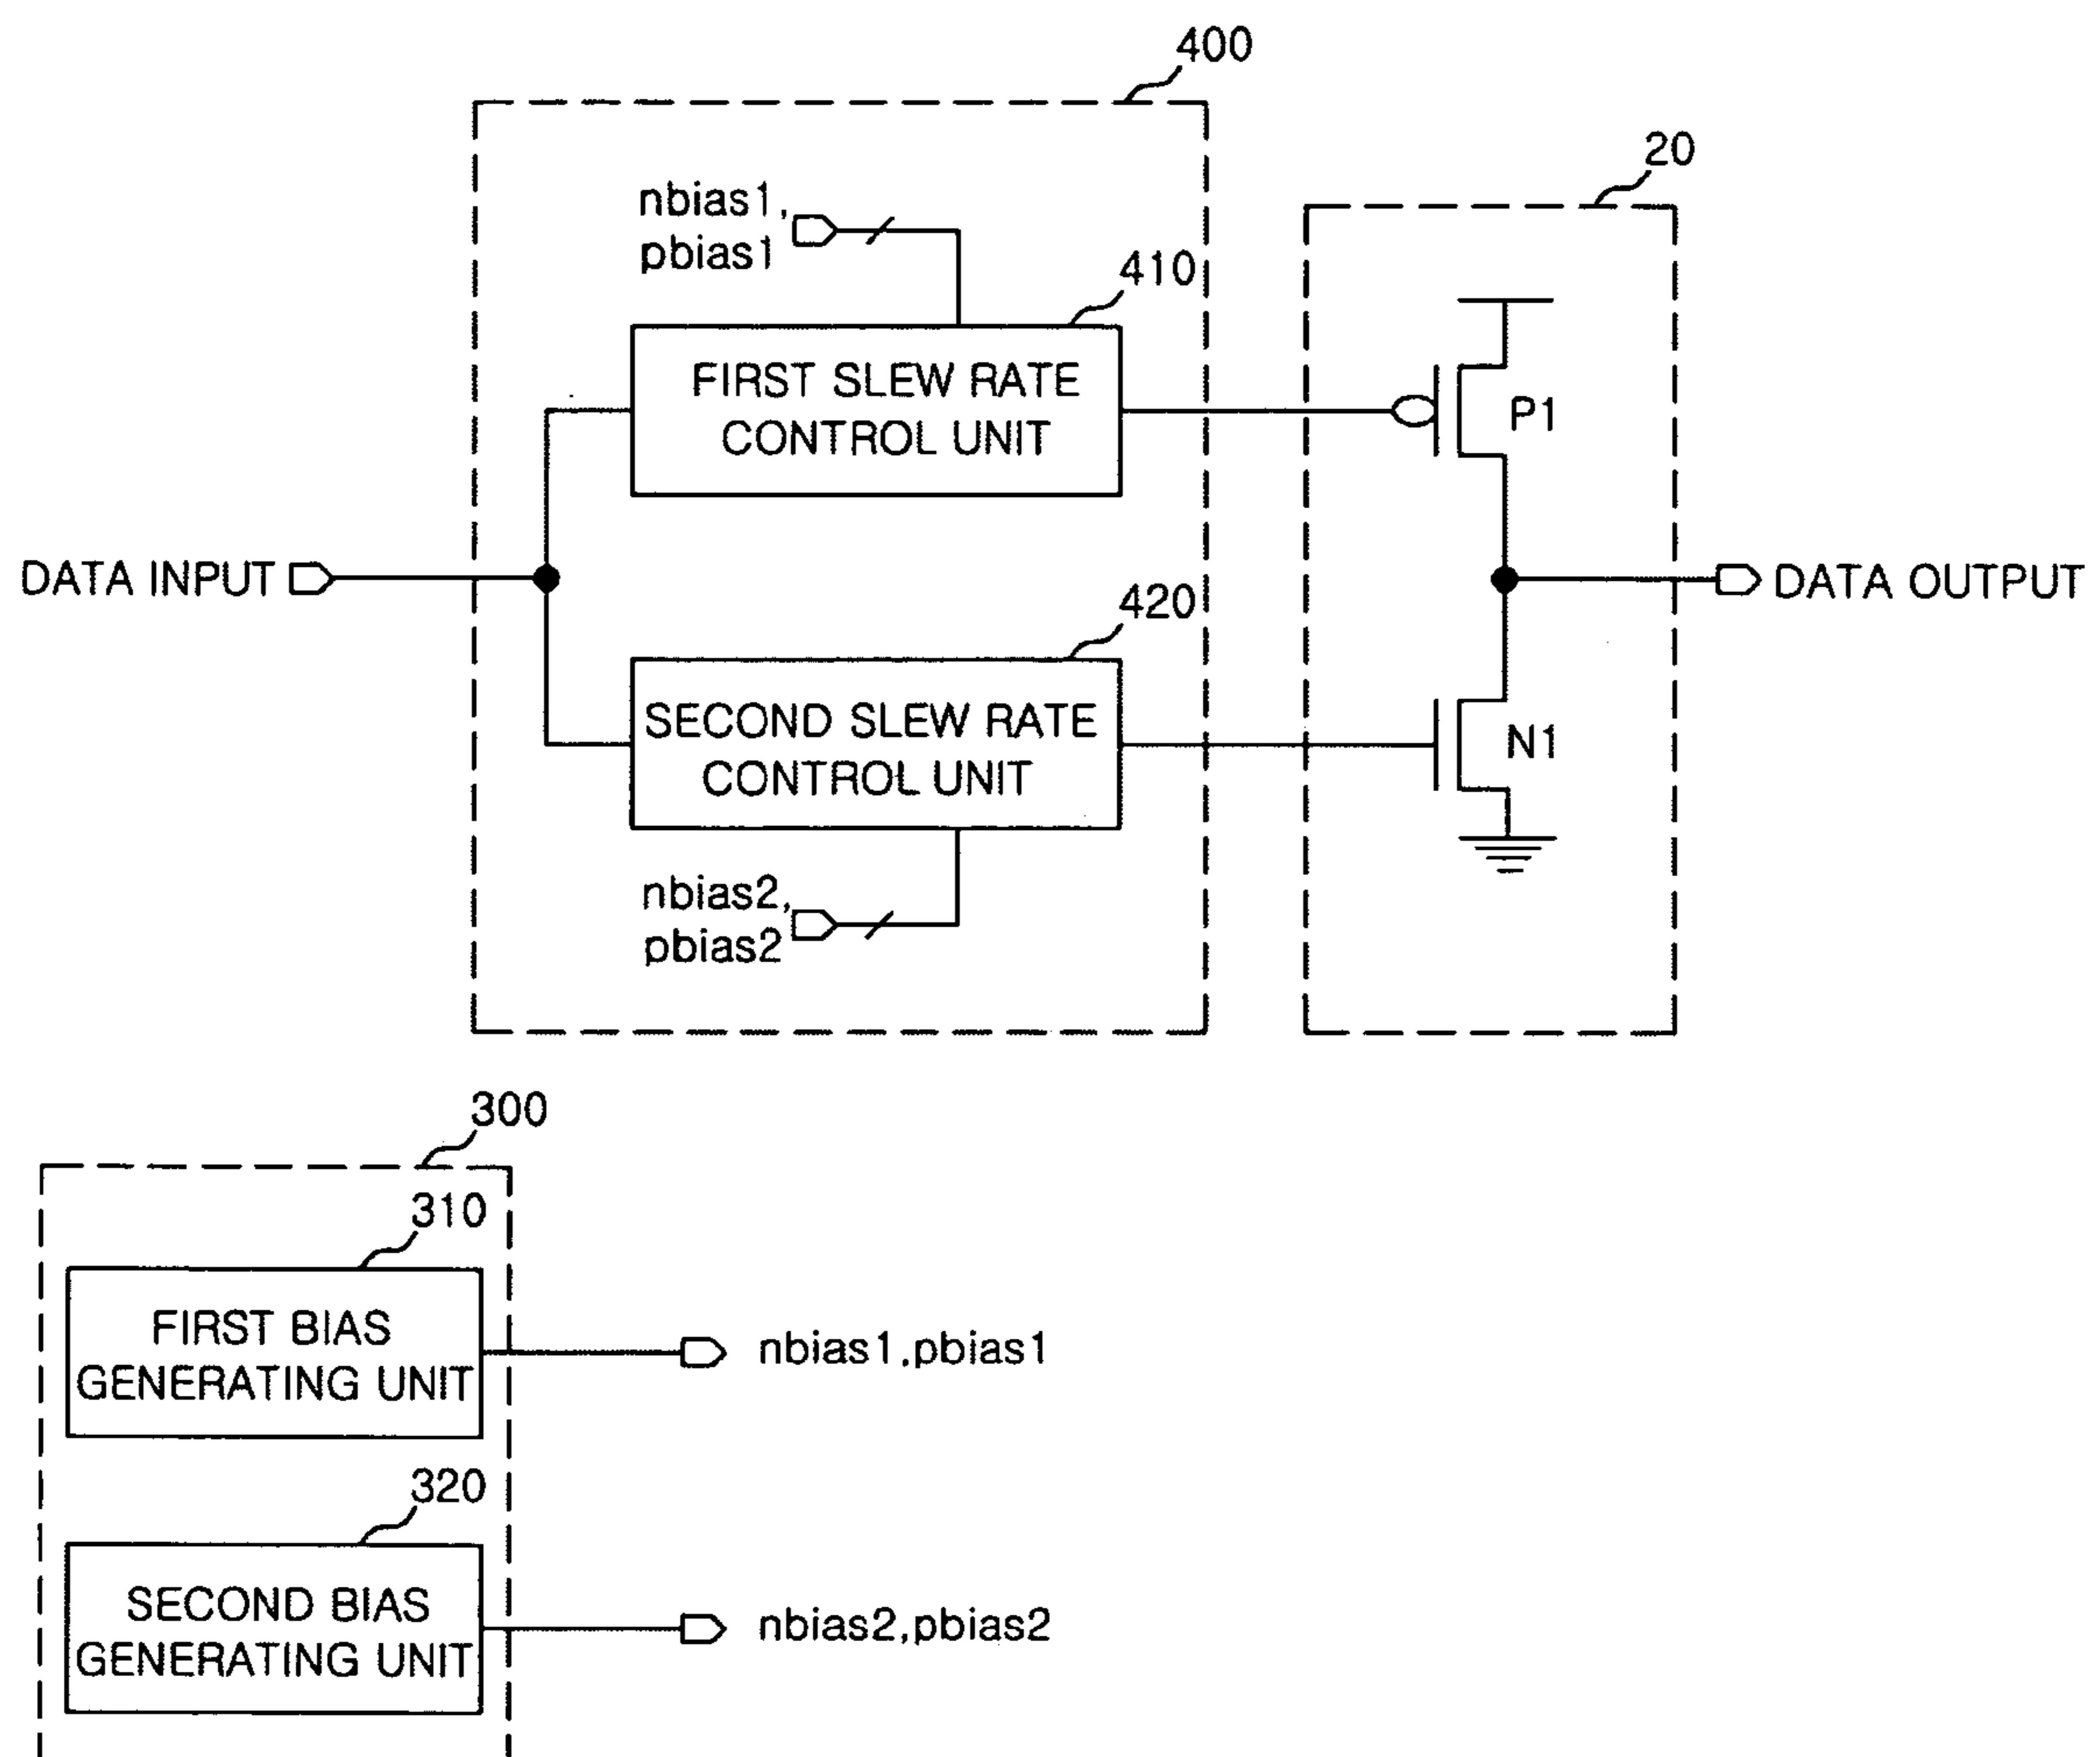 400
20
nbias1,
pbias1
410
FIRST SLEW RATE
CONTROL UNIT
P1
DATA INPUT
DATA OUTPUT
420
SECOND SLEW RATE
CONTROL UNIT
N1
nbias2,
pbias2
300
310
FIRST BIAS
GENERATING UNIT
nbias1,pbias1
320
SECOND BIAS
GENERATING UNIT
nbias2,pbias2